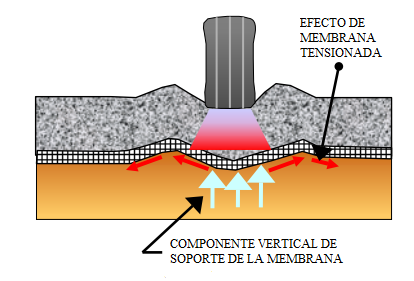 EFECTO DE
MEMBRANA
TENSIONADA
COMPONENTE VERTICAL DE
SOPORTE DE LA MEMBRANA